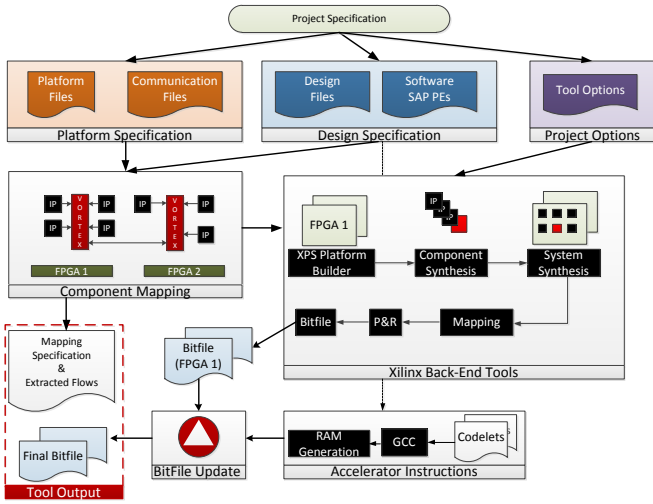 Project Specification
Platform
Files
Communication
Files
Platform Specification
Design
Files
Software
SAP PEs
Design Specification
Tool Options
Project Options
IP
IP
IP
IP
IP
IP
VORTEX
VORTEX
FPGA 1
FPGA 2
Component Mapping
FPGA 1
IP
IP
IP
XPS Platform
Builder
Component
Synthesis
System
Synthesis
Bitfile
P&R
Mapping
Xilinx Back-End Tools
Mapping
Specification
&
Extracted Flows
Bitfile
(FPGA 1)
Final Bitfile
Tool Output
BitFile Update
RAM
Generation
GCC
Codelets
Accelerator Instructions